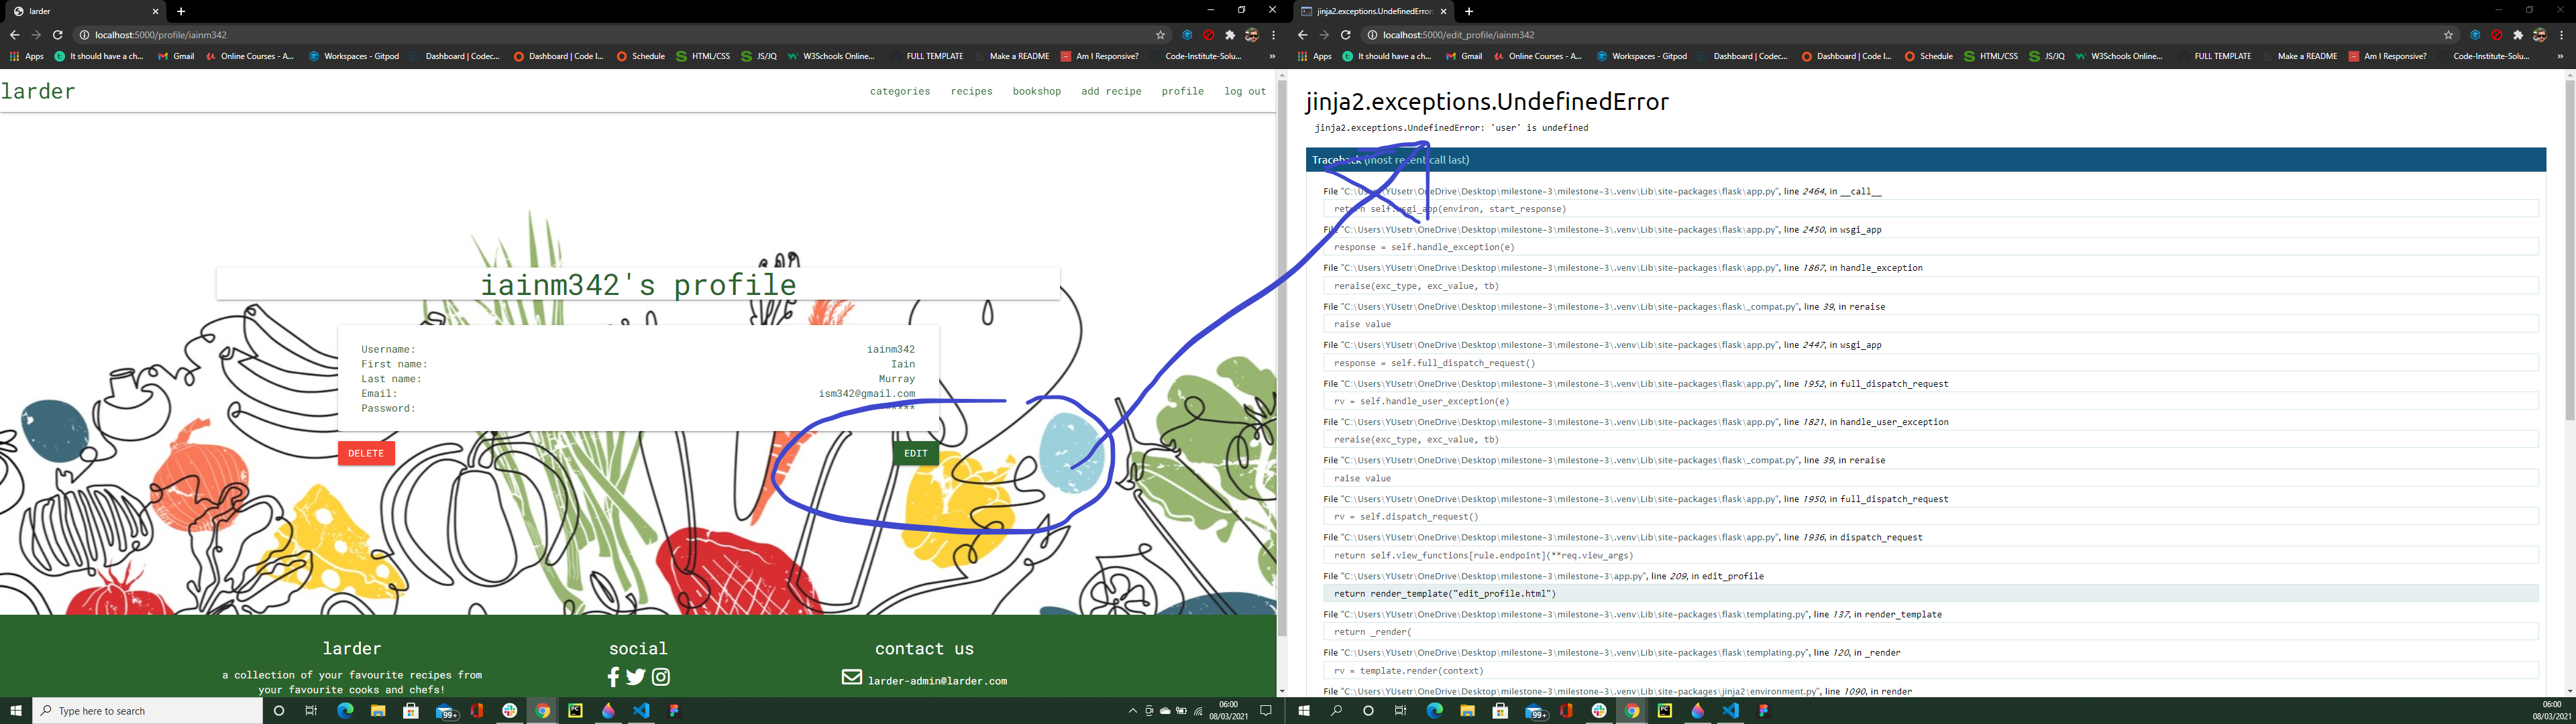 larder
jinja2.exceptions.UndefinedError
localhost:5000/profile/iainm342
localhost:5000/edit_profile/iainm342
Apps It should have a ch... Gmail Online Courses - A... Workspaces - Gitpod Dashboard | Codec... Dashboard | Code I... Schedule HTML/CSS JS/JQ W3Schools Online... FULL TEMPLATE Make a README Am I Responsive? Code-Institute-Solu... »
Apps It should have a ch... Gmail Online Courses - A... Workspaces - Gitpod Dashboard | Codec... Dashboard | Code I... Schedule HTML/CSS JS/JQ W3Schools Online... FULL TEMPLATE Make a README Am I Responsive? Code-Institute-Solu... »
larder
categories recipes bookshop add recipe profile log out
iainm342's profile
Username: iainm342
First name: Iain
Last name: Murray
Email: ism342@gmail.com
Password:
DELETE
EDIT
larder
a collection of your favourite recipes from
your favourite cooks and chefs!
social
contact us
larder-admin@larder.com
jinja2.exceptions.UndefinedError
jinja2.exceptions.UndefinedError: 'user' is undefined
Traceback (most recent call last)
File "C:\Users\YUsetr\OneDrive\Desktop\milestone-3\milestone-3\.venv\Lib\site-packages\flask\app.py", line 2464, in __call__
return self.wsgi_app(environ, start_response)
File "C:\Users\YUsetr\OneDrive\Desktop\milestone-3\milestone-3\.venv\Lib\site-packages\flask\app.py", line 2450, in wsgi_app
response = self.handle_exception(e)
File "C:\Users\YUsetr\OneDrive\Desktop\milestone-3\milestone-3\.venv\Lib\site-packages\flask\app.py", line 1867, in handle_exception
reraise(exc_type, exc_value, tb)
File "C:\Users\YUsetr\OneDrive\Desktop\milestone-3\milestone-3\.venv\Lib\site-packages\flask\_compat.py", line 39, in reraise
raise value
File "C:\Users\YUsetr\OneDrive\Desktop\milestone-3\milestone-3\.venv\Lib\site-packages\flask\app.py", line 2447, in wsgi_app
response = self.full_dispatch_request()
File "C:\Users\YUsetr\OneDrive\Desktop\milestone-3\milestone-3\.venv\Lib\site-packages\flask\app.py", line 1952, in full_dispatch_request
rv = self.handle_user_exception(e)
File "C:\Users\YUsetr\OneDrive\Desktop\milestone-3\milestone-3\.venv\Lib\site-packages\flask\app.py", line 1821, in handle_user_exception
reraise(exc_type, exc_value, tb)
File "C:\Users\YUsetr\OneDrive\Desktop\milestone-3\milestone-3\.venv\Lib\site-packages\flask\_compat.py", line 39, in reraise
raise value
File "C:\Users\YUsetr\OneDrive\Desktop\milestone-3\milestone-3\.venv\Lib\site-packages\flask\app.py", line 1950, in full_dispatch_request
rv = self.dispatch_request()
File "C:\Users\YUsetr\OneDrive\Desktop\milestone-3\milestone-3\.venv\Lib\site-packages\flask\app.py", line 1936, in dispatch_request
return self.view_functions[rule.endpoint](**req.view_args)
File "C:\Users\YUsetr\OneDrive\Desktop\milestone-3\milestone-3\app.py", line 209, in edit_profile
return render_template("edit_profile.html")
File "C:\Users\YUsetr\OneDrive\Desktop\milestone-3\milestone-3\.venv\Lib\site-packages\flask\templating.py", line 137, in render_template
return _render(
File "C:\Users\YUsetr\OneDrive\Desktop\milestone-3\milestone-3\.venv\Lib\site-packages\flask\templating.py", line 120, in _render
rv = template.render(context)
File "C:\Users\YUsetr\OneDrive\Desktop\milestone-3\milestone-3\.venv\Lib\site-packages\jinja2\environment.py", line 1090, in render
Type here to search
99+
06:00
08/03/2021
99+
06:00
08/03/2021